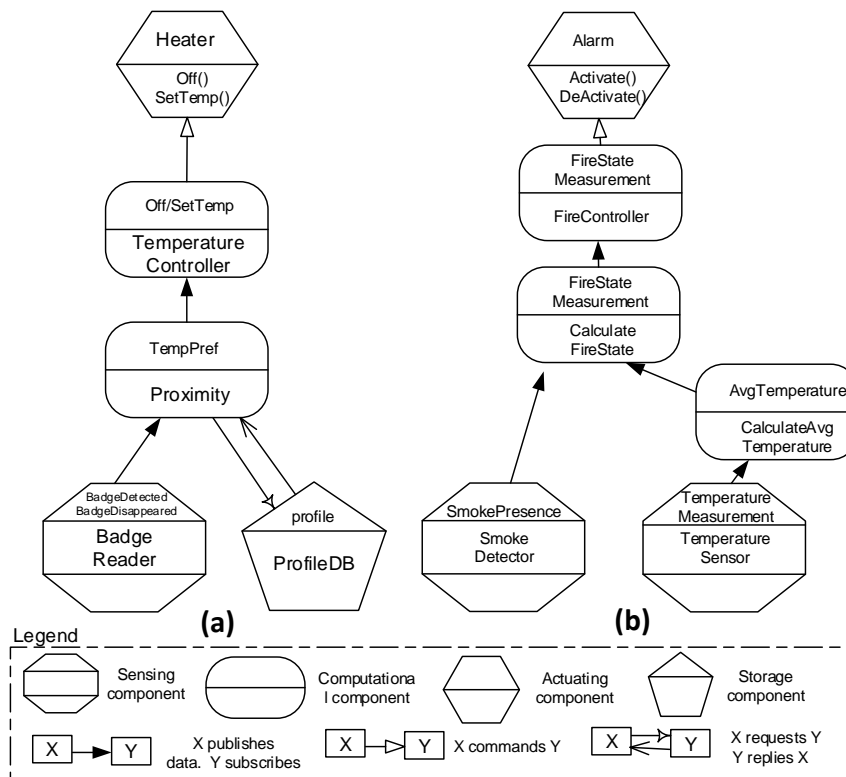 Heater
Off()
SetTemp()
Off/SetTemp
Temperature
Controller
TempPref
Proximity
BadgeDetected
BadgeDisappeared
Badge
Reader
profile
ProfileDB
(a)
Alarm
Activate()
DeActivate()
FireState
Measurement
FireController
FireState
Measurement
Calculate
FireState
AvgTemperature
CalculateAvg
Temperature
SmokePresence
Smoke
Detector
Temperature
Measurement
Temperature
Sensor
(b)
Legend
Sensing
component
Computationa
l component
Actuating
component
Storage
component
X
Y
X publishes
data. Y subscribes
X
Y
X commands Y
X
Y
X requests Y
Y replies X